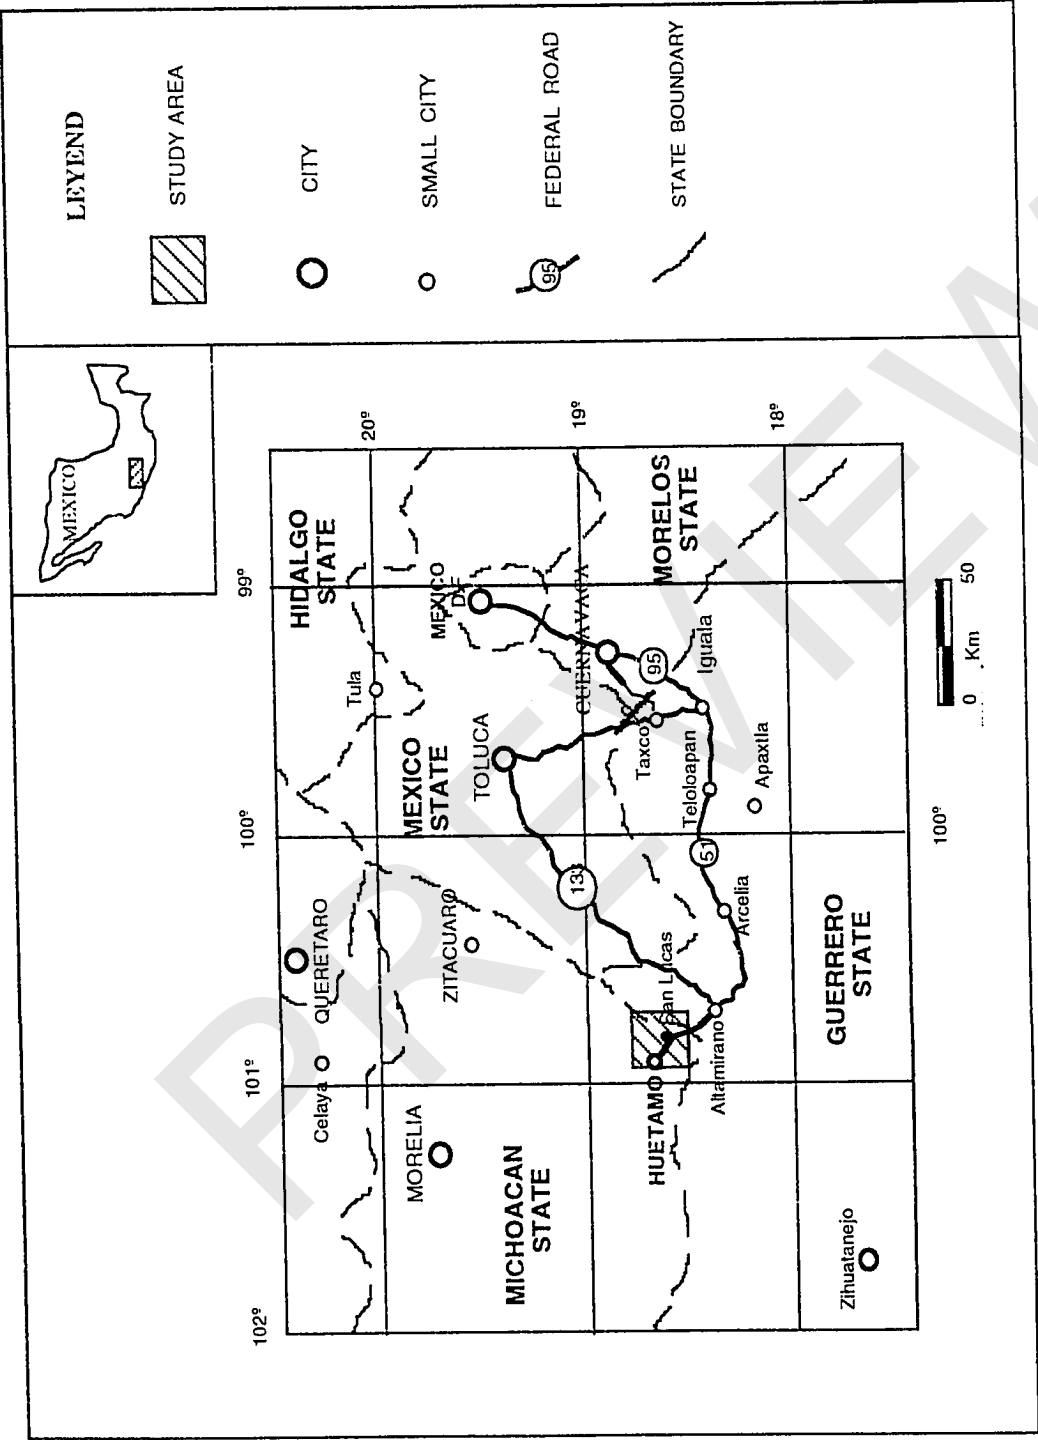 LEYEND
STUDY AREA
CITY
SMALL CITY
95
FEDERAL ROAD
STATE BOUNDARY
MEXICO
102º
101º
100º
99º
20º
19º
18º
100º
HIDALGO
STATE
QUERETARO
Celaya
Tula
MEXICO
DF
MEXICO
STATE
TOLUCA
ZITACUARO
MORELIA
MICHOACAN
STATE
CUERNAVACA
MORELOS
STATE
133
95
51
Taxco
Iguala
Teloloapan
Apaxtla
Arcelia
San Lucas
HUETAMO
Altamirano
GUERRERO
STATE
Zihuatanejo
0
50
Km
PREVIEW